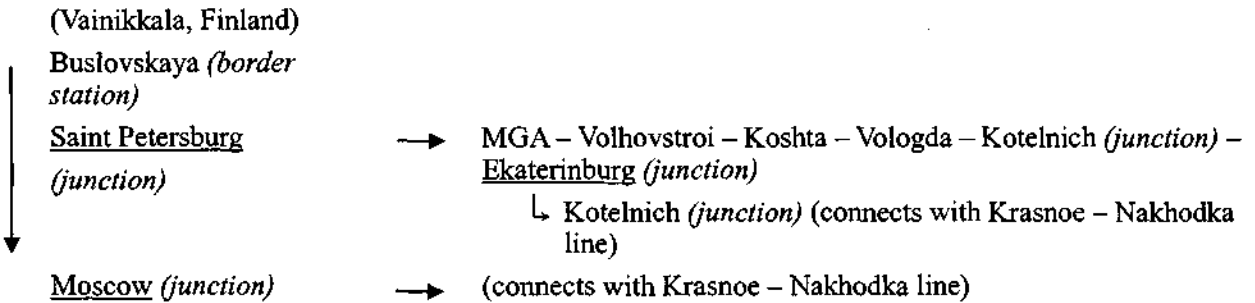 (Vainikkala, Finland)
Buslovskaya (border
station)
Saint Petersburg
(junction)
MGA – Volhovstroi – Koshta – Vologda – Kotelnich (junction) –
Ekaterinburg (junction)
Kotelnich (junction) (connects with Krasnoe – Nakhodka
line)
Moscow (junction)
(connects with Krasnoe – Nakhodka line)